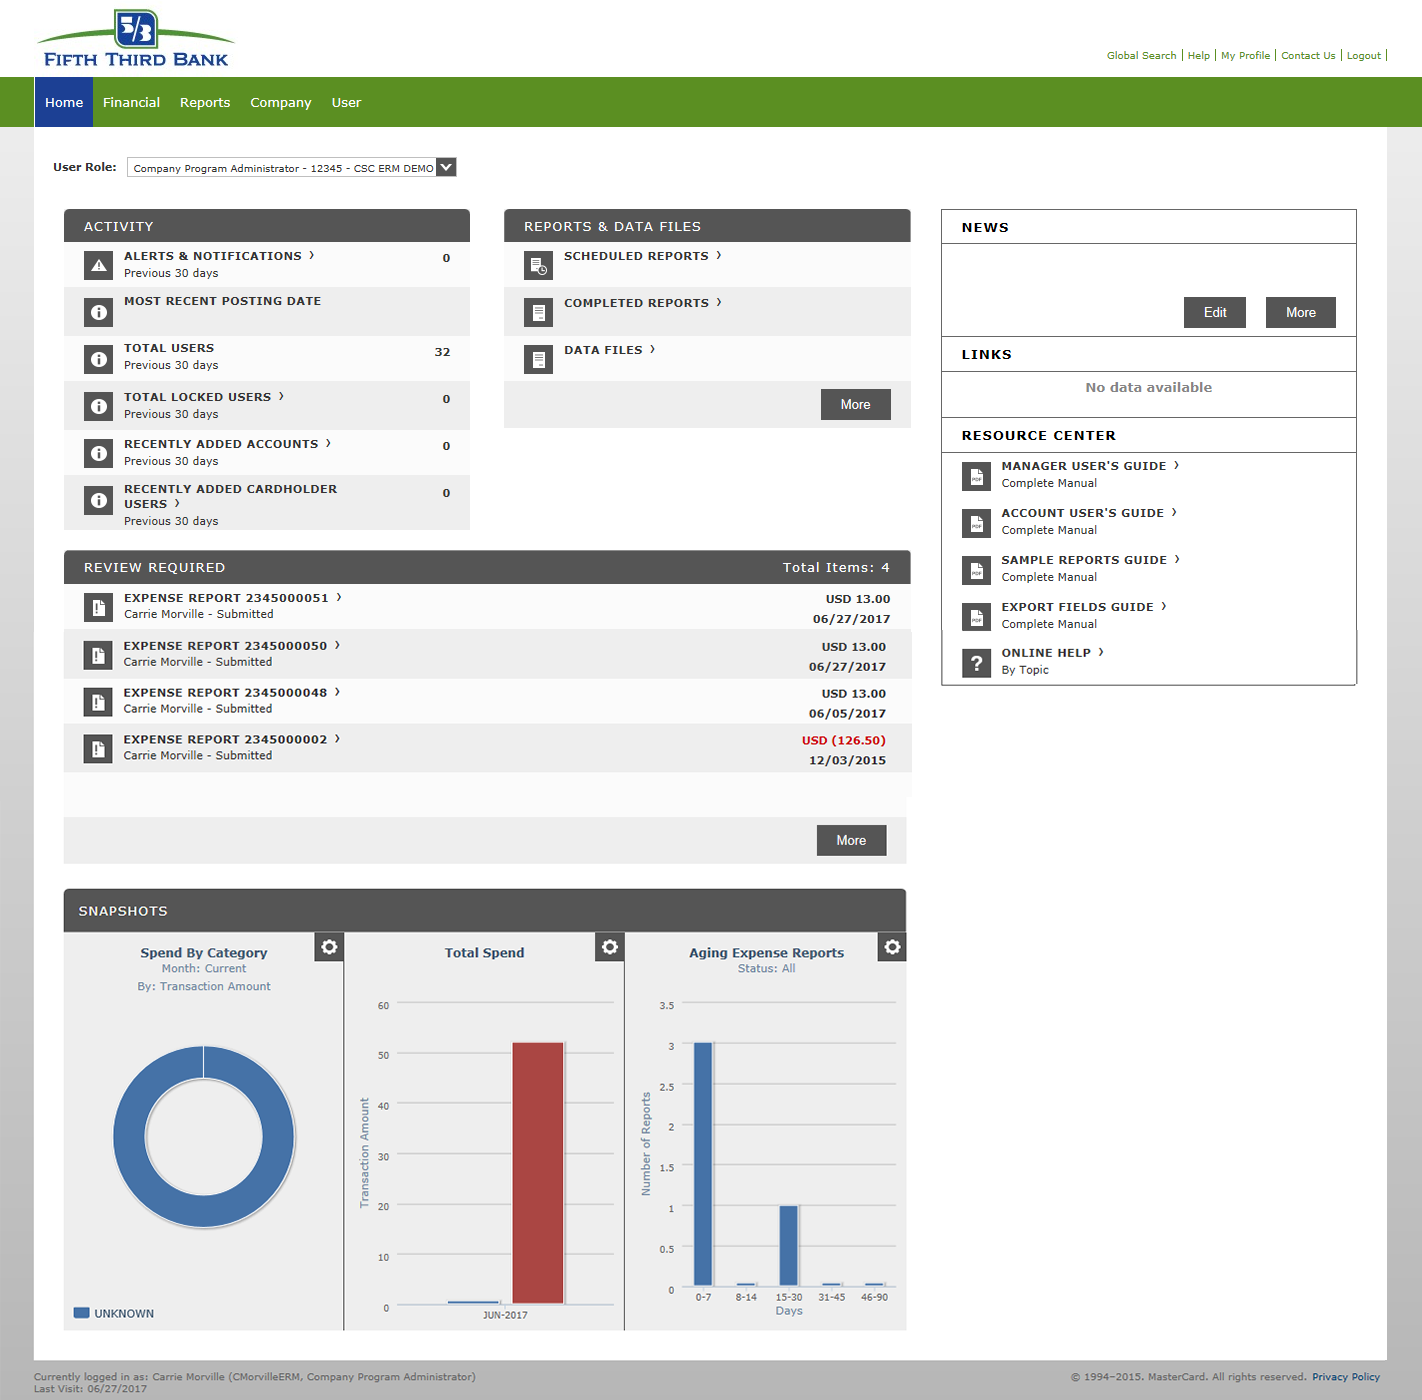 5/3
FIFTH THIRD BANK
Global Search | Help | My Profile | Contact Us | Logout |
Home Financial Reports Company User
User Role: Company Program Administrator - 12345 - CSC ERM DEMO
ACTIVITY
ALERTS & NOTIFICATIONS › 0
Previous 30 days
MOST RECENT POSTING DATE
TOTAL USERS 32
Previous 30 days
TOTAL LOCKED USERS › 0
Previous 30 days
RECENTLY ADDED ACCOUNTS › 0
Previous 30 days
RECENTLY ADDED CARDHOLDER
USERS › 0
Previous 30 days
REPORTS & DATA FILES
SCHEDULED REPORTS ›
COMPLETED REPORTS ›
DATA FILES ›
More
NEWS
Edit More
LINKS
No data available
RESOURCE CENTER
PDF
MANAGER USER'S GUIDE ›
Complete Manual
PDF
ACCOUNT USER'S GUIDE ›
Complete Manual
PDF
SAMPLE REPORTS GUIDE ›
Complete Manual
PDF
EXPORT FIELDS GUIDE ›
Complete Manual
?
ONLINE HELP ›
By Topic
REVIEW REQUIRED Total Items: 4
EXPENSE REPORT 2345000051 › USD 13.00
Carrie Morville - Submitted 06/27/2017
EXPENSE REPORT 2345000050 › USD 13.00
Carrie Morville - Submitted 06/27/2017
EXPENSE REPORT 2345000048 › USD 13.00
Carrie Morville - Submitted 06/05/2017
EXPENSE REPORT 2345000002 › USD (126.50)
Carrie Morville - Submitted 12/03/2015
More
SNAPSHOTS
Spend By Category
Month: Current
By: Transaction Amount
UNKNOWN
Total Spend
Transaction Amount
60
50
40
30
20
10
0
JUN-2017
Aging Expense Reports
Status: All
Number of Reports
3.5
3
2.5
2
1.5
1
0.5
0
0-7 8-14 15-30 31-45 46-90
Days
Currently logged in as: Carrie Morville (CMorvilleERM, Company Program Administrator)
Last Visit: 06/27/2017
© 1994–2015. MasterCard. All rights reserved. Privacy Policy